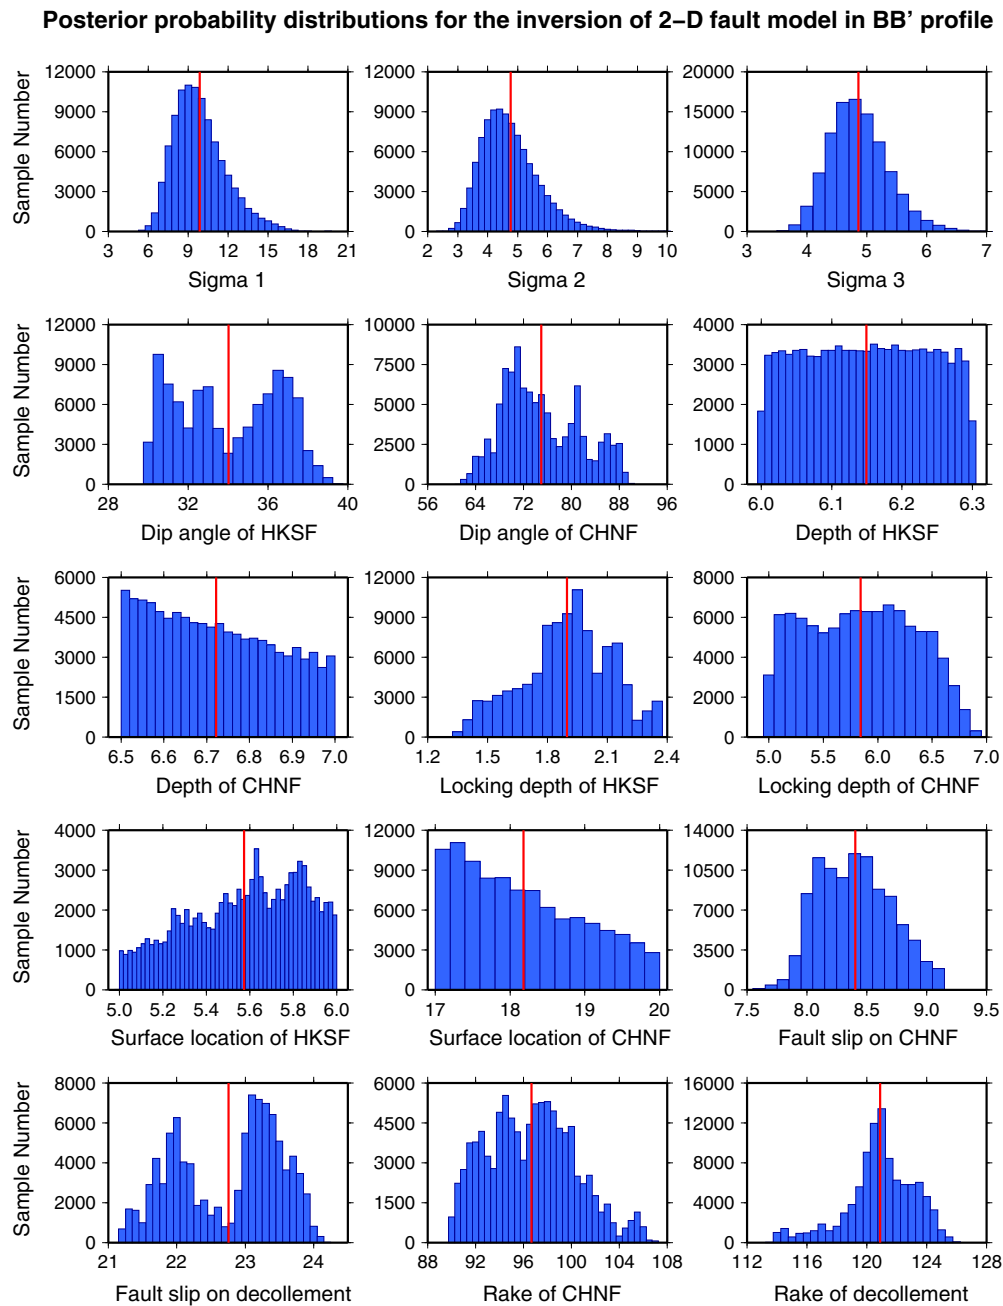 Posterior probability distributions for the inversion of 2−D fault model in BB’ profile
Sample Number
12000
9000
6000
3000
0
3 6 9 12 15 18 21
Sigma 1
12000
9000
6000
3000
0
2 3 4 5 6 7 8 9 10
Sigma 2
20000
15000
10000
5000
0
3 4 5 6 7
Sigma 3
Sample Number
12000
9000
6000
3000
0
28 32 36 40
Dip angle of HKSF
10000
7500
5000
2500
0
56 64 72 80 88 96
Dip angle of CHNF
4000
3000
2000
1000
0
6.0 6.1 6.2 6.3
Depth of HKSF
Sample Number
6000
4500
3000
1500
0
6.5 6.6 6.7 6.8 6.9 7.0
Depth of CHNF
12000
9000
6000
3000
0
1.2 1.5 1.8 2.1 2.4
Locking depth of HKSF
8000
6000
4000
2000
0
5.0 5.5 6.0 6.5 7.0
Locking depth of CHNF
Sample Number
4000
3000
2000
1000
0
5.0 5.2 5.4 5.6 5.8 6.0
Surface location of HKSF
12000
9000
6000
3000
0
17 18 19 20
Surface location of CHNF
14000
10500
7000
3500
0
7.5 8.0 8.5 9.0 9.5
Fault slip on CHNF
Sample Number
8000
6000
4000
2000
0
21 22 23 24
Fault slip on decollement
6000
4500
3000
1500
0
88 92 96 100 104 108
Rake of CHNF
16000
12000
8000
4000
0
112 116 120 124 128
Rake of decollement